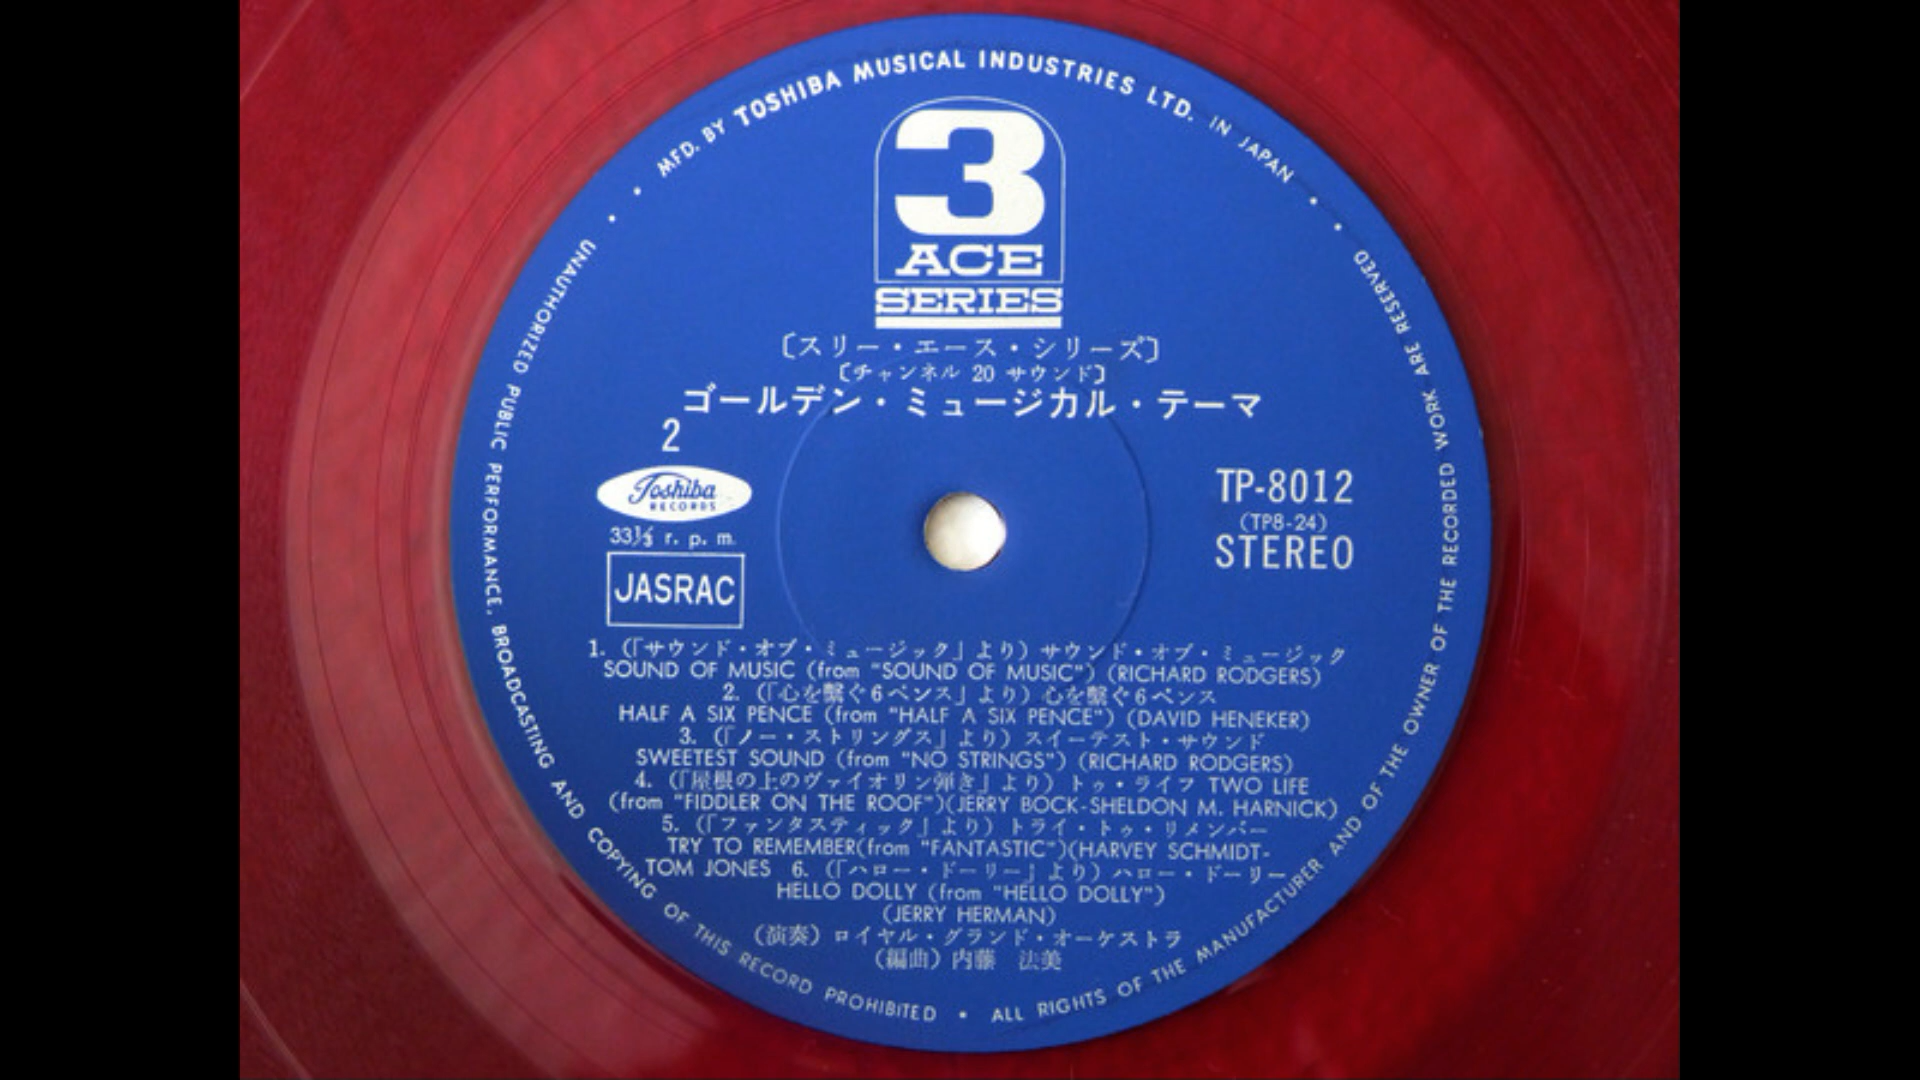 MFD. BY TOSHIBA MUSICAL INDUSTRIES LTD. IN JAPAN
3
ACE
SERIES
〔スリー・エース・シリーズ〕
〔チャンネル 20 サウンド〕
ゴールデン・ミュージカル・テーマ
2
Toshiba
RECORDS
33⅓ r. p. m.
JASRAC
TP-8012
(TP8-24)
STEREO
1. (「サウンド・オブ・ミュージック」より) サウンド・オブ・ミュージック
SOUND OF MUSIC (from "SOUND OF MUSIC") (RICHARD RODGERS)
2. (「心を繋ぐ6ペンス」より) 心を繋ぐ6ペンス
HALF A SIX PENCE (from "HALF A SIX PENCE") (DAVID HENEKER)
3. (「ノー・ストリングス」より) スイーテスト・サウンド
SWEETEST SOUND (from "NO STRINGS") (RICHARD RODGERS)
4. (「屋根の上のヴァイオリン弾き」より) トゥ・ライフ TWO LIFE
(from "FIDDLER ON THE ROOF")(JERRY BOCK-SHELDON M. HARNICK)
5. (「ファンタスティック」より) トライ・トゥ・リメンバー
TRY TO REMEMBER(from "FANTASTIC")(HARVEY SCHMIDT-
TOM JONES 6. (「ハロー・ドーリー」より) ハロー・ドーリー
HELLO DOLLY (from "HELLO DOLLY")
(JERRY HERMAN)
(演奏) ロイヤル・グランド・オーケストラ
(編曲) 内藤 法美
UNAUTHORIZED PUBLIC PERFORMANCE, BROADCASTING AND COPYING OF THIS RECORD PROHIBITED • ALL RIGHTS OF THE MANUFACTURER AND OF THE OWNER OF THE RECORDED WORK ARE RESERVED